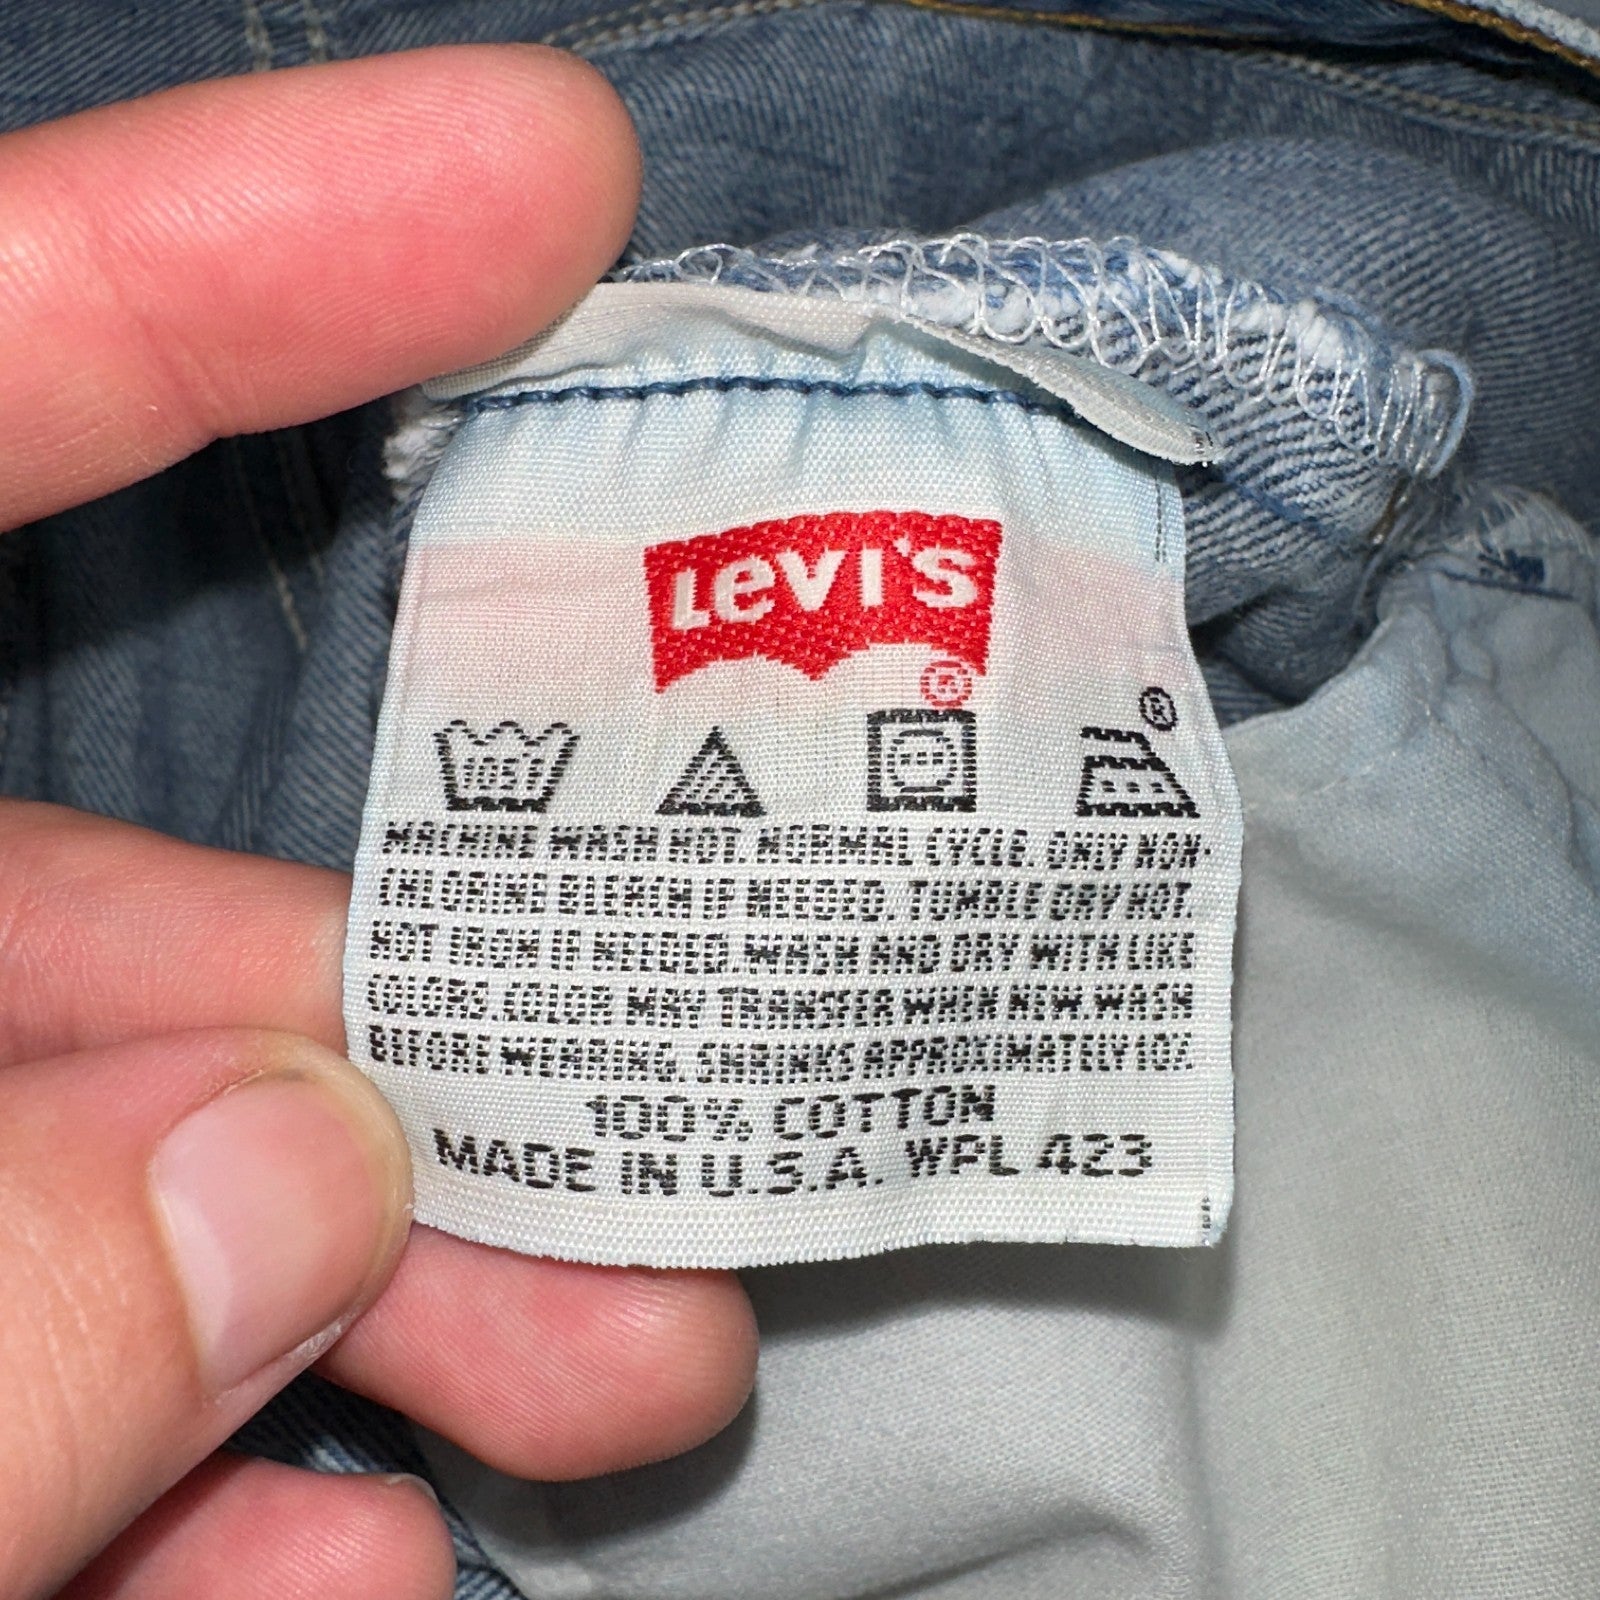 Levi's
®
105F ®
MACHINE WASH HOT NORMAL CYCLE. ONLY NON-
CHLORINE BLEACH IF NEEDED. TUMBLE DRY HOT.
HOT IRON IF NEEDED. WASH AND DRY WITH LIKE
COLORS. COLOR MAY TRANSFER WHEN NEW. WASH
BEFORE WEARING. SHRINKS APPROXIMATELY 10%
100% COTTON
MADE IN U.S.A. WPL 423